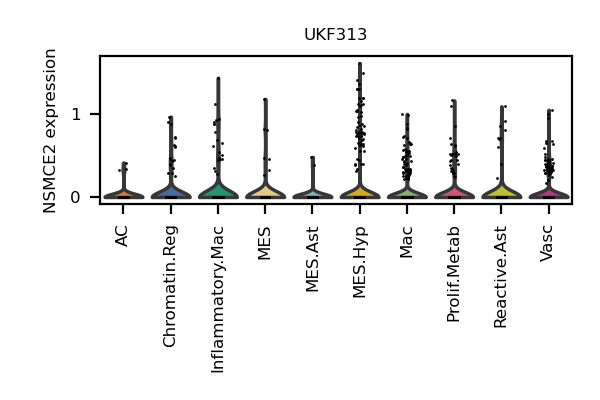 UKF313
NSMCE2 expression
1
0
AC
Chromatin.Reg
Inflammatory.Mac
MES
MES.Ast
MES.Hyp
Mac
Prolif.Metab
Reactive.Ast
Vasc